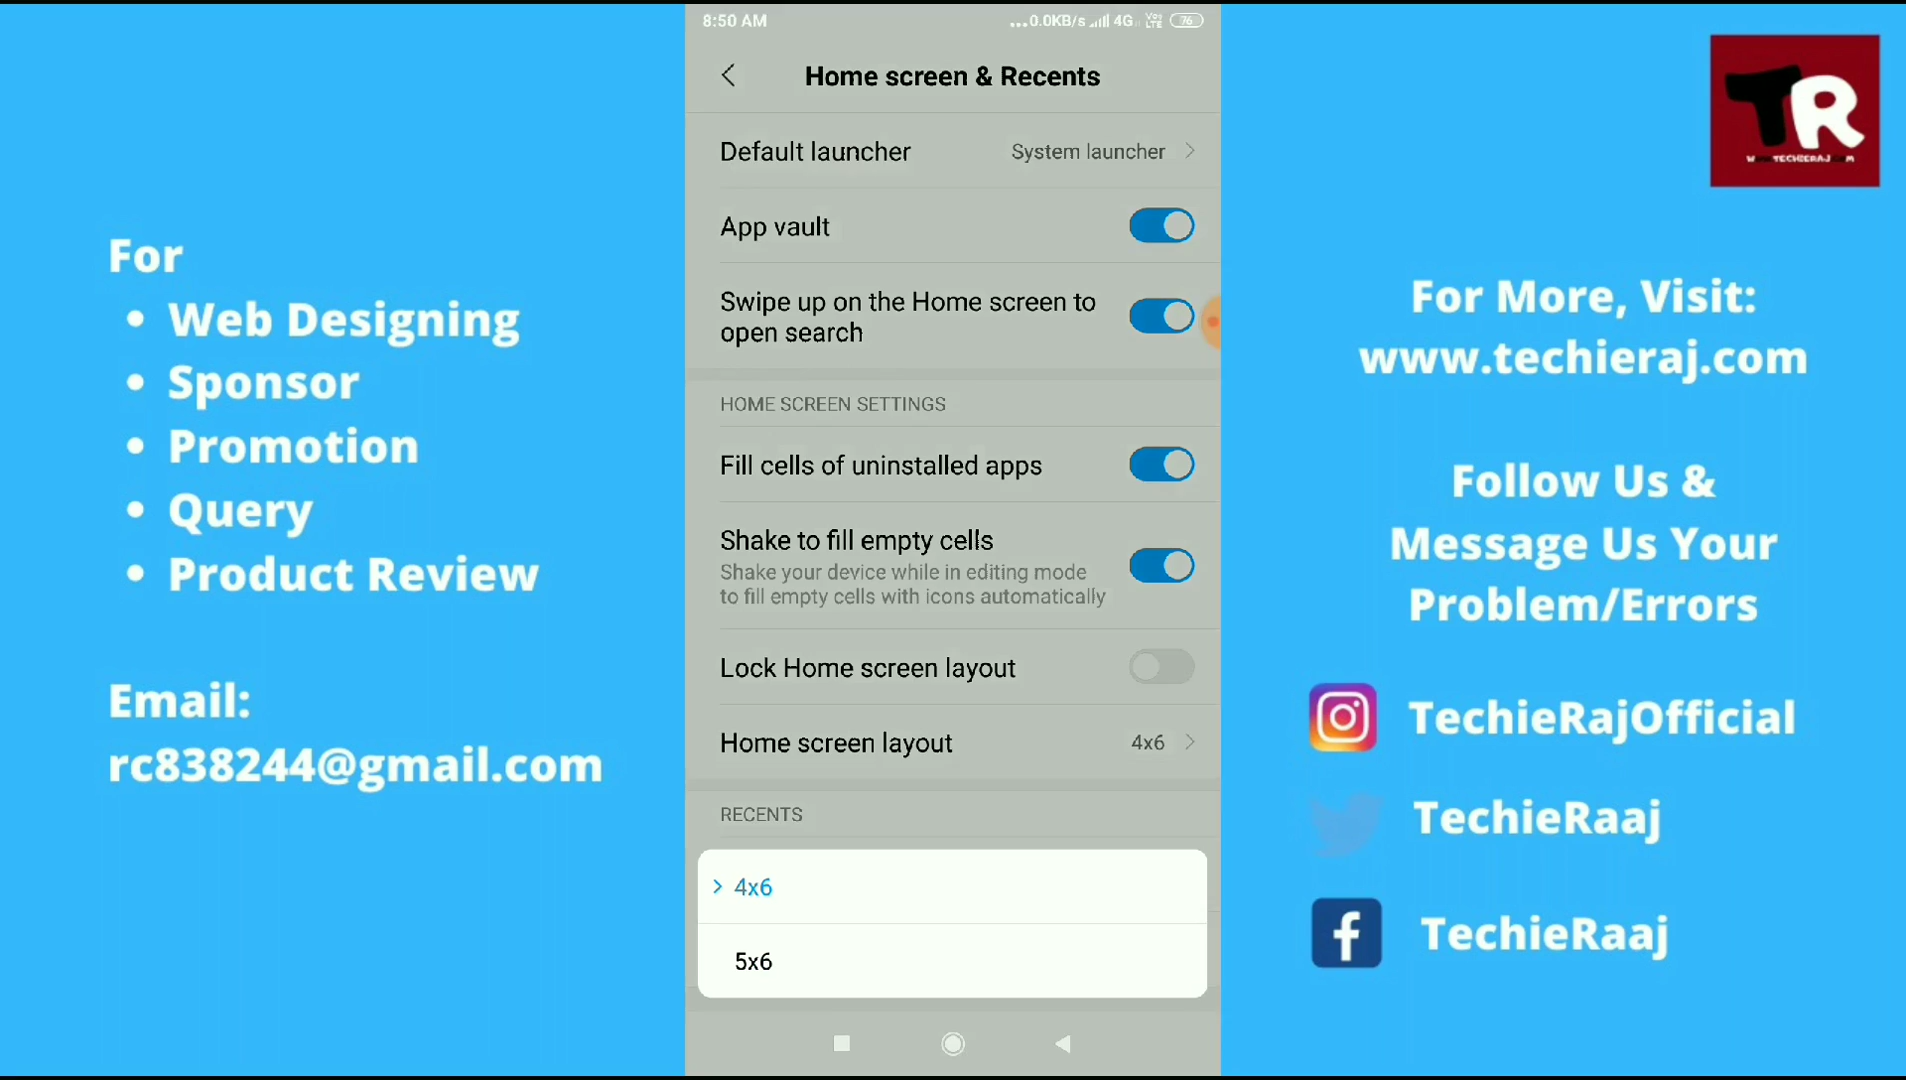 For
• Web Designing
• Sponsor
• Promotion
• Query
• Product Review
Email:
rc838244@gmail.com
8:50 AM
...0.0KB/s 4G Vo LTE 76
Home screen & Recents
Default launcher System launcher
App vault
Swipe up on the Home screen to
open search
HOME SCREEN SETTINGS
Fill cells of uninstalled apps
Shake to fill empty cells
Shake your device while in editing mode
to fill empty cells with icons automatically
Lock Home screen layout
Home screen layout 4x6
RECENTS
4x6
5x6
TR
For More, Visit:
www.techieraj.com
Follow Us &
Message Us Your
Problem/Errors
TechieRajOfficial
TechieRaaj
f TechieRaaj